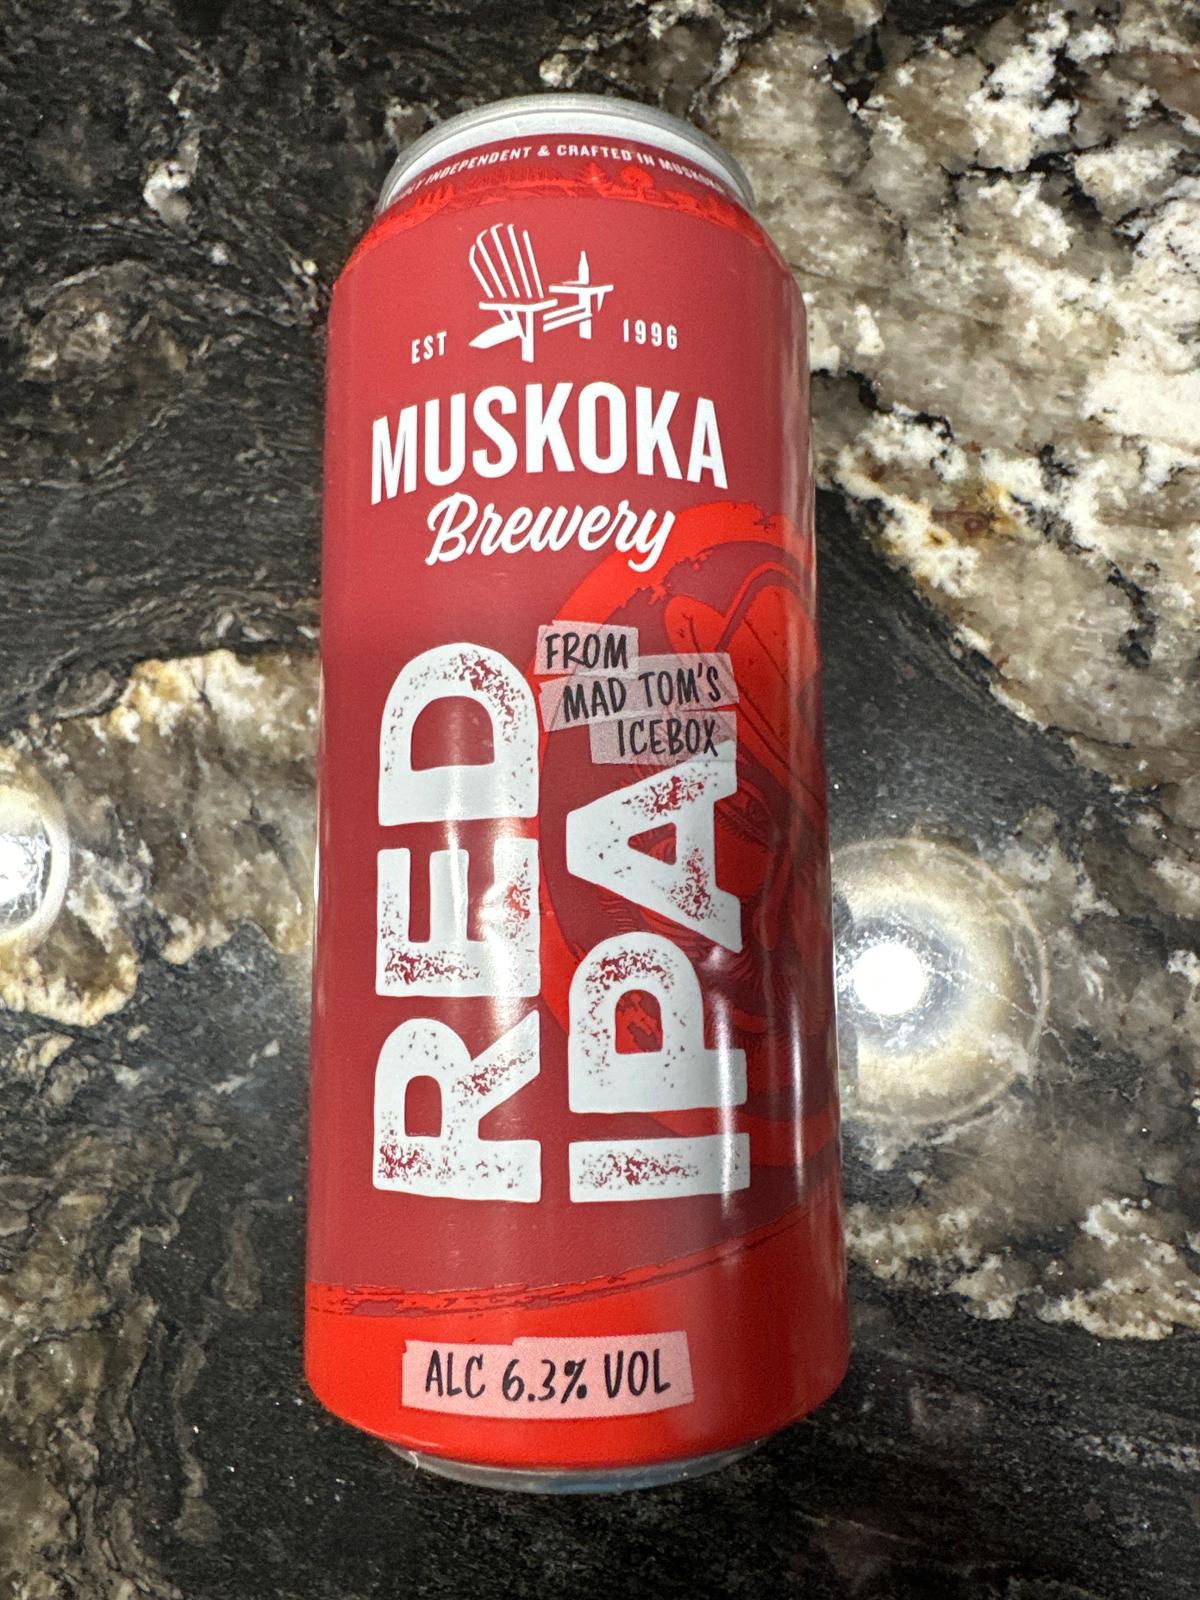 INDEPENDENT & CRAFTED IN MUSKOKA
EST 1996
MUSKOKA
Brewery
RED
IPA
FROM
MAD TOM'S
ICEBOX
ALC 6.3% VOL